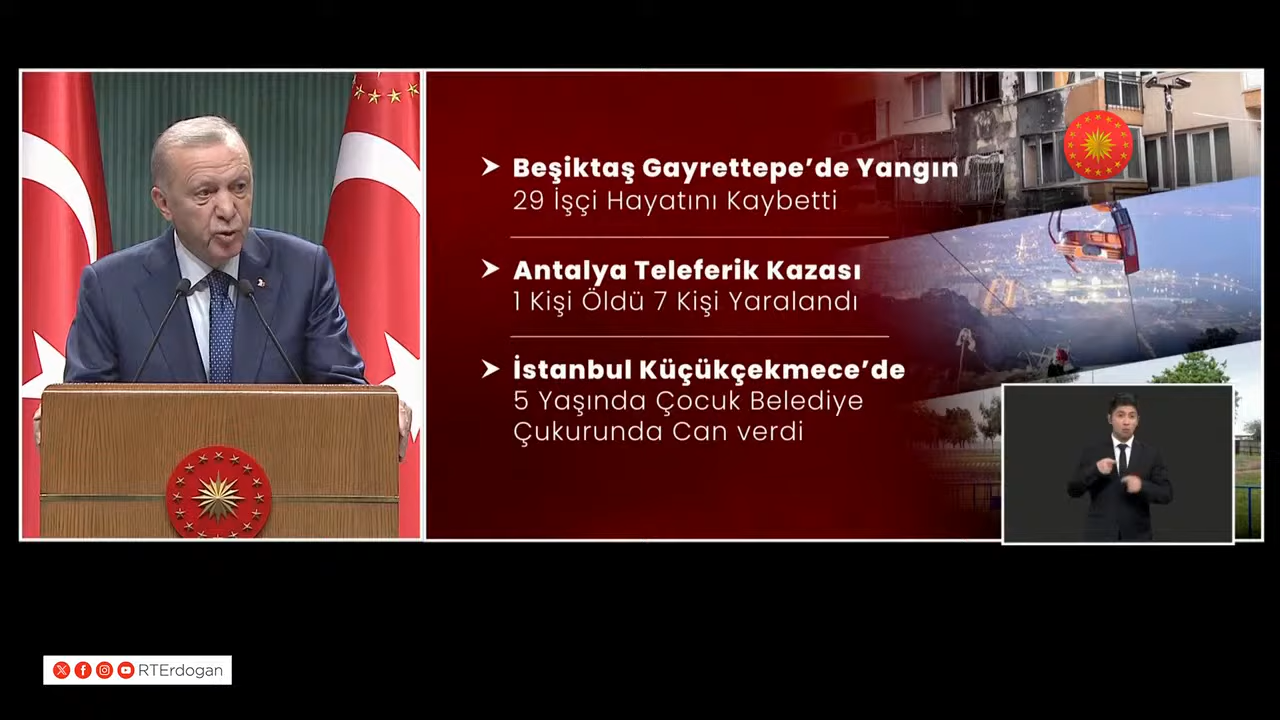 Beşiktaş Gayrettepe’de Yangın
29 İşçi Hayatını Kaybetti
Antalya Teleferik Kazası
1 Kişi Öldü 7 Kişi Yaralandı
İstanbul Küçükçekmece’de
5 Yaşında Çocuk Belediye
Çukurunda Can verdi
RTErdogan